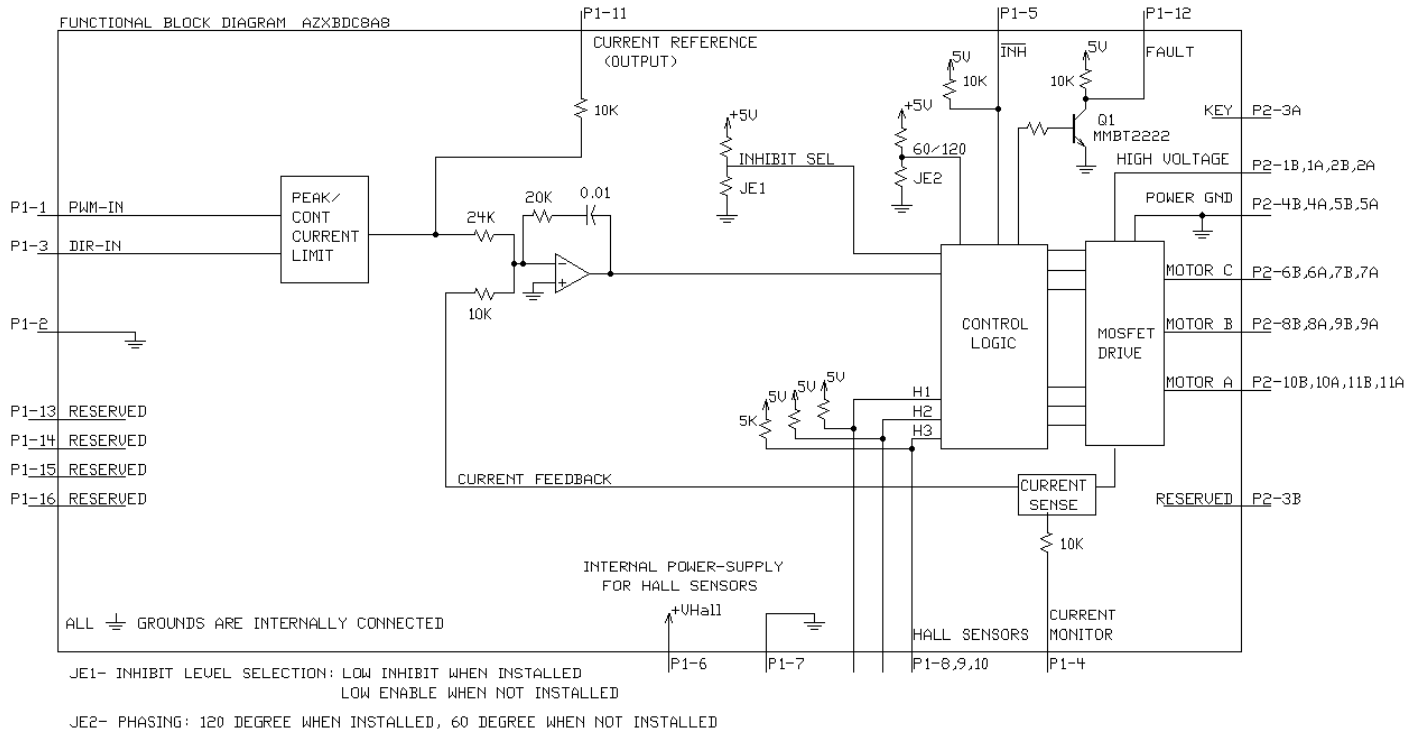 FUNCTIONAL BLOCK DIAGRAM AZXBDC8A8
P1-11
P1-5
P1-12
CURRENT REFERENCE
(OUTPUT)
INH
FAULT
5V
10K
5V
10K
10K
+5V
+5V
Q1
MMBT2222
KEY P2-3A
INHIBIT SEL
60/120
HIGH VOLTAGE P2-1B,1A,2B,2A
JE1
JE2
POWER GND P2-4B,4A,5B,5A
P1-1 PWM-IN
PEAK/
CONT
CURRENT
LIMIT
20K
0.01
24K
P1-3 DIR-IN
-
+
10K
MOTOR C P2-6B,6A,7B,7A
P1-2
CONTROL
LOGIC
MOSFET
DRIVE
MOTOR B P2-8B,8A,9B,9A
MOTOR A P2-10B,10A,11B,11A
5V
5V
5V
5K
H1
H2
H3
P1-13 RESERVED
P1-14 RESERVED
P1-15 RESERVED
P1-16 RESERVED
CURRENT FEEDBACK
CURRENT
SENSE
RESERVED P2-3B
10K
INTERNAL POWER-SUPPLY
FOR HALL SENSORS
+VHall
ALL GROUNDS ARE INTERNALLY CONNECTED
HALL SENSORS
CURRENT
MONITOR
P1-6
P1-7
P1-8,9,10
P1-4
JE1- INHIBIT LEVEL SELECTION: LOW INHIBIT WHEN INSTALLED
LOW ENABLE WHEN NOT INSTALLED
JE2- PHASING: 120 DEGREE WHEN INSTALLED, 60 DEGREE WHEN NOT INSTALLED